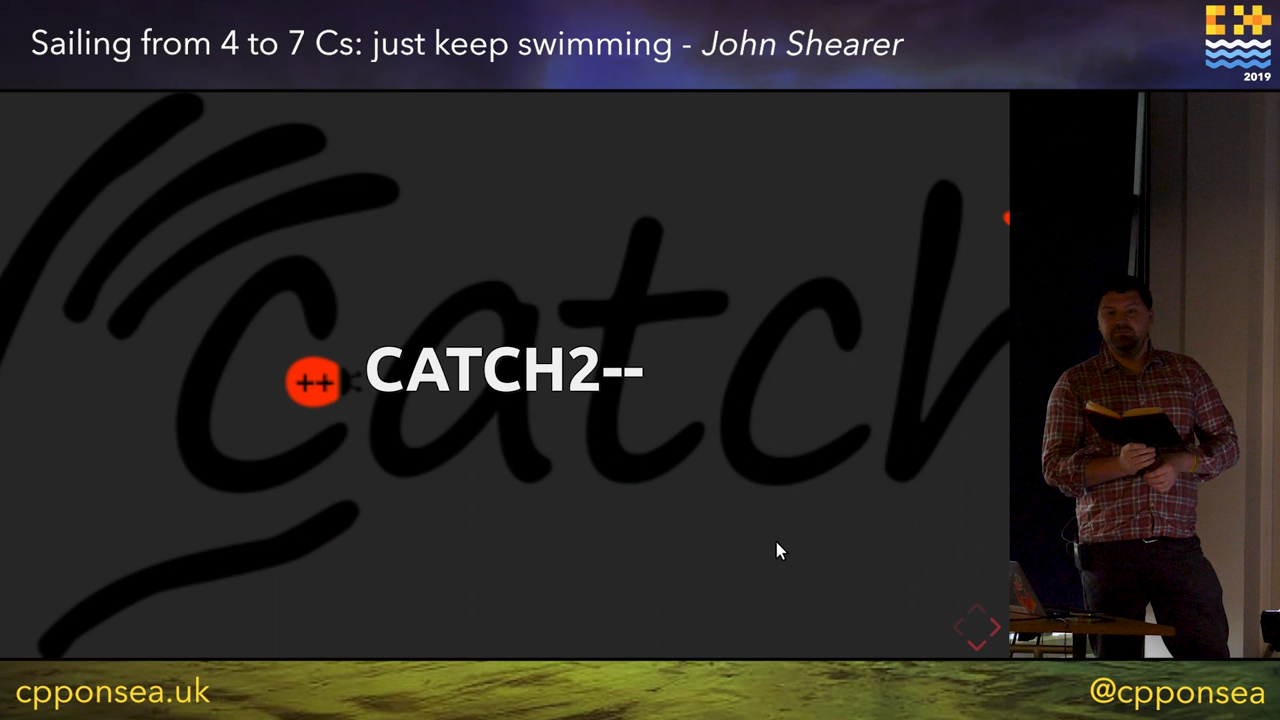 Sailing from 4 to 7 Cs: just keep swimming - John Shearer
2019
catch
++
CATCH2--
cpponsea.uk
@cpponsea